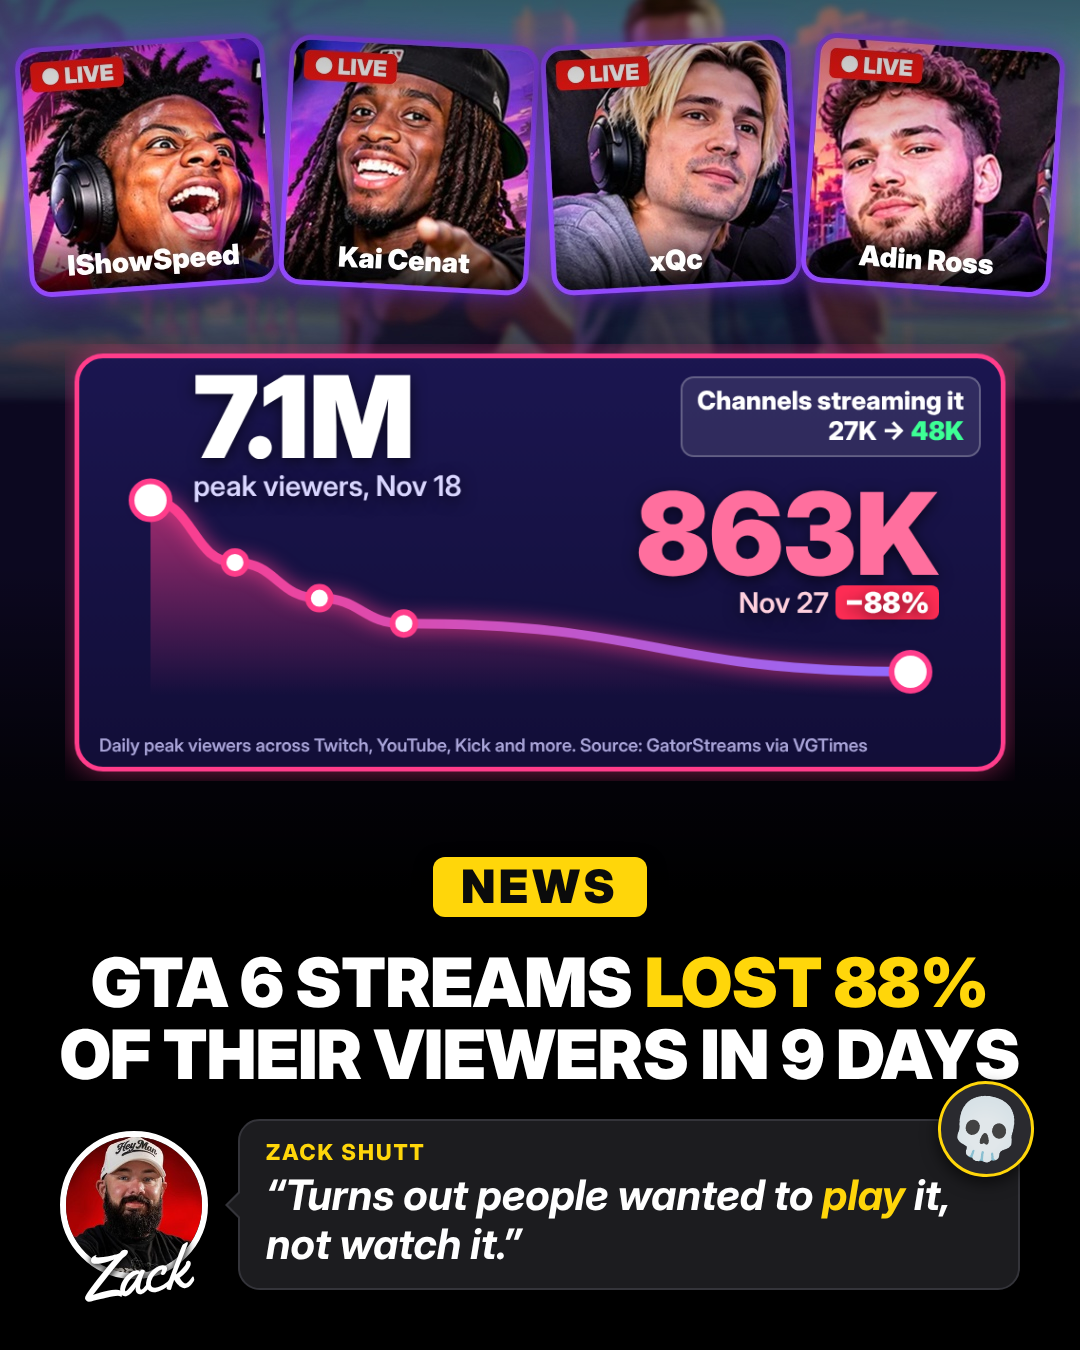 LIVE
LIVE
LIVE
LIVE
IShowSpeed
Kai Cenat
xQc
Adin Ross
7.1M
peak viewers, Nov 18
Channels streaming it
27K → 48K
863K
Nov 27 −88%
Daily peak viewers across Twitch, YouTube, Kick and more. Source: GatorStreams via VGTimes
NEWS
GTA 6 STREAMS LOST 88%
OF THEIR VIEWERS IN 9 DAYS
ZACK SHUTT
“Turns out people wanted to play it,
not watch it.”
Hey Man
Zack